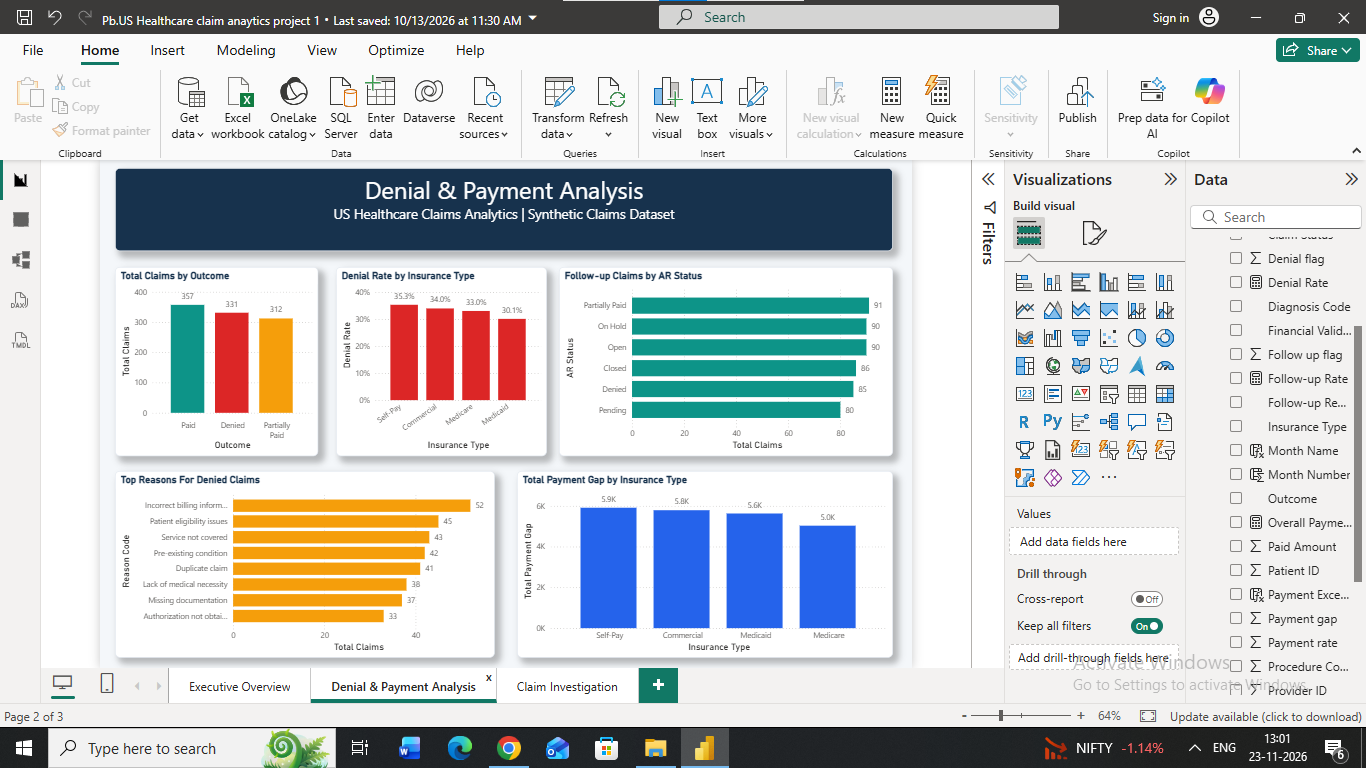 Pb.US Healthcare claim anaytics project 1 • Last saved: 10/13/2026 at 11:30 AM
Search
Sign in
File Home Insert Modeling View Optimize Help
Share
Paste
Cut
Copy
Format painter
Clipboard
Get data
Excel workbook
OneLake catalog
SQL Server
Enter data
Dataverse
Recent sources
Data
Transform data
Refresh
Queries
New visual
Text box
More visuals
Insert
New visual calculation
New measure
Quick measure
Calculations
Sensitivity
Sensitivity
Publish
Share
Prep data for AI
Copilot
Copilot
Denial & Payment Analysis
US Healthcare Claims Analytics | Synthetic Claims Dataset
Total Claims by Outcome
Total Claims
400
300
200
100
0
357
331
312
Paid
Denied
Partially Paid
Outcome
Denial Rate by Insurance Type
Denial Rate
40%
30%
20%
10%
0%
35.3%
34.0%
33.0%
30.1%
Self-Pay
Commercial
Medicare
Medicaid
Insurance Type
Follow-up Claims by AR Status
AR Status
Partially Paid 91
On Hold 90
Open 90
Closed 86
Denied 85
Pending 80
0 20 40 60 80
Total Claims
Top Reasons For Denied Claims
Reason Code
Incorrect billing inform... 52
Patient eligibility issues 45
Service not covered 43
Pre-existing condition 42
Duplicate claim 41
Lack of medical necessity 38
Missing documentation 37
Authorization not obtai... 33
0 20 40
Total Claims
Total Payment Gap by Insurance Type
Total Payment Gap
6K
4K
2K
0K
5.9K
5.8K
5.6K
5.0K
Self-Pay
Commercial
Medicaid
Medicare
Insurance Type
Filters
Visualizations
Build visual
Values
Add data fields here
Drill through
Cross-report Off
Keep all filters On
Add drill-through fields here
Data
Search
Claim Status
Denial flag
Denial Rate
Diagnosis Code
Financial Valid...
Follow up flag
Follow-up Rate
Follow-up Re...
Insurance Type
Month Name
Month Number
Outcome
Overall Payme...
Paid Amount
Patient ID
Payment Exce...
Payment gap
Payment rate
Procedure Co...
Provider ID
Activate Windows
Go to Settings to activate Windows.
Executive Overview
Denial & Payment Analysis x
Claim Investigation
+
Page 2 of 3
- + 64%
Update available (click to download)
Type here to search
NIFTY -1.14%
ENG
13:01
23-11-2026
6
DAX
TMDL